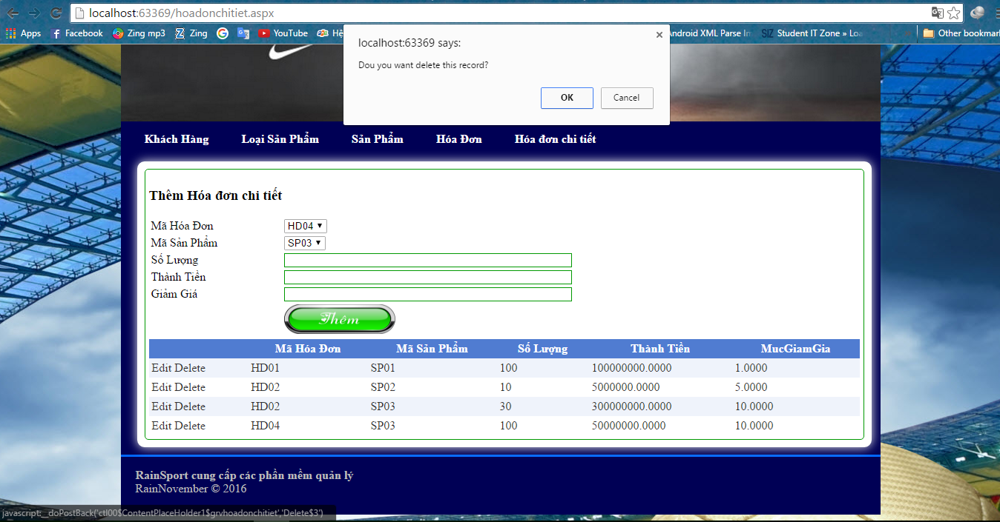 localhost:63369/hoadonchitiet.aspx
Apps Facebook Zing mp3 Zing YouTube Hệ Android XML Parse SIZ Student IT Zone » Loa Other bookmar
localhost:63369 says:
Dou you want delete this record?
OK Cancel
Khách Hàng Loại Sản Phẩm Sản Phẩm Hóa Đơn Hóa đơn chi tiết
Thêm Hóa đơn chi tiết
Mã Hóa Đơn HD04
Mã Sản Phẩm SP03
Số Lượng
Thành Tiền
Giảm Giá
Thêm
Mã Hóa Đơn Mã Sản Phẩm Số Lượng Thành Tiền MucGiamGia
Edit Delete HD01 SP01 100 100000000.0000 1.0000
Edit Delete HD02 SP02 10 5000000.0000 5.0000
Edit Delete HD02 SP03 30 300000000.0000 10.0000
Edit Delete HD04 SP03 100 50000000.0000 10.0000
RainSport cung cấp các phần mềm quản lý
RainNovember © 2016
javascript:__doPostBack('ctl00$ContentPlaceHolder1$grvhoadonchitiet','Delete$3')